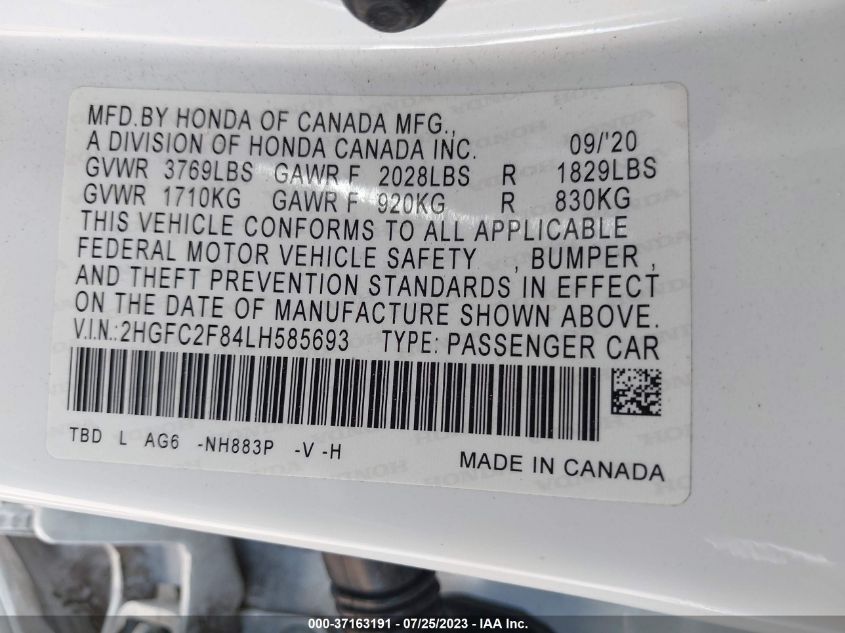 MFD.BY HONDA OF CANADA MFG.,
A DIVISION OF HONDA CANADA INC. 09/'20
GVWR 3769LBS GAWR F 2028LBS R 1829LBS
GVWR 1710KG GAWR F 920KG R 830KG
THIS VEHICLE CONFORMS TO ALL APPLICABLE
FEDERAL MOTOR VEHICLE SAFETY , BUMPER ,
AND THEFT PREVENTION STANDARDS IN EFFECT
ON THE DATE OF MANUFACTURE SHOWN ABOVE.
V.I.N.:2HGFC2F84LH585693 TYPE: PASSENGER CAR
TBD L AG6 -NH883P -V -H
MADE IN CANADA
000-37163191 - 07/25/2023 - IAA Inc.